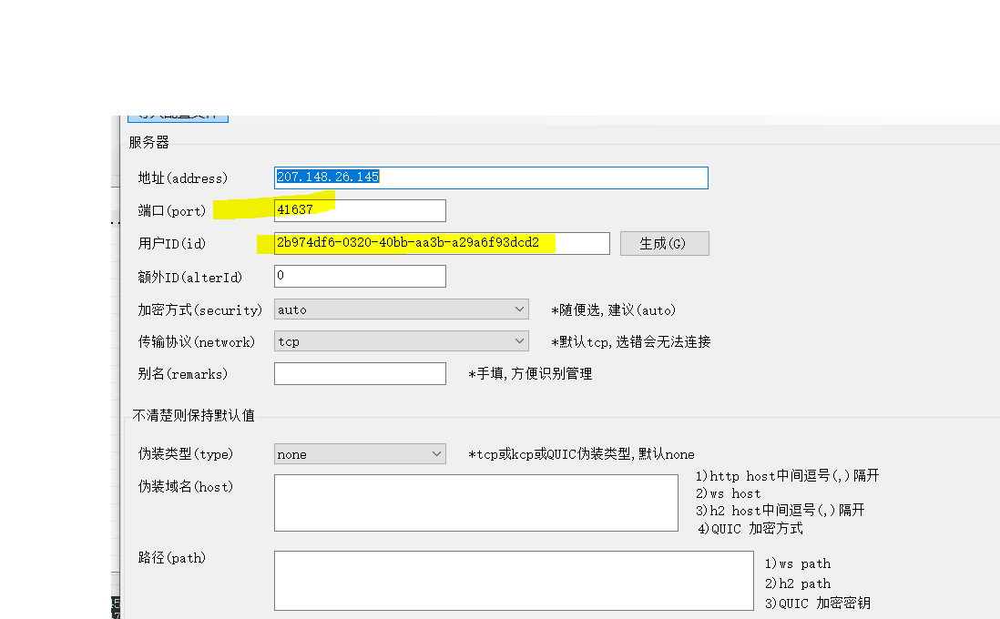 导入配置文件
服务器
地址(address) 207.148.26.145
端口(port) 41637
用户ID(id) 2b974df6-0320-40bb-aa3b-a29a6f93dcd2 生成(G)
额外ID(alterId) 0
加密方式(security) auto *随便选,建议(auto)
传输协议(network) tcp *默认tcp,选错会无法连接
别名(remarks) *手填,方便识别管理
不清楚则保持默认值
伪装类型(type) none *tcp或kcp或QUIC伪装类型,默认none
伪装域名(host)
1)http host中间逗号(,)隔开
2)ws host
3)h2 host中间逗号(,)隔开
4)QUIC 加密方式
路径(path)
1)ws path
2)h2 path
3)QUIC 加密密钥